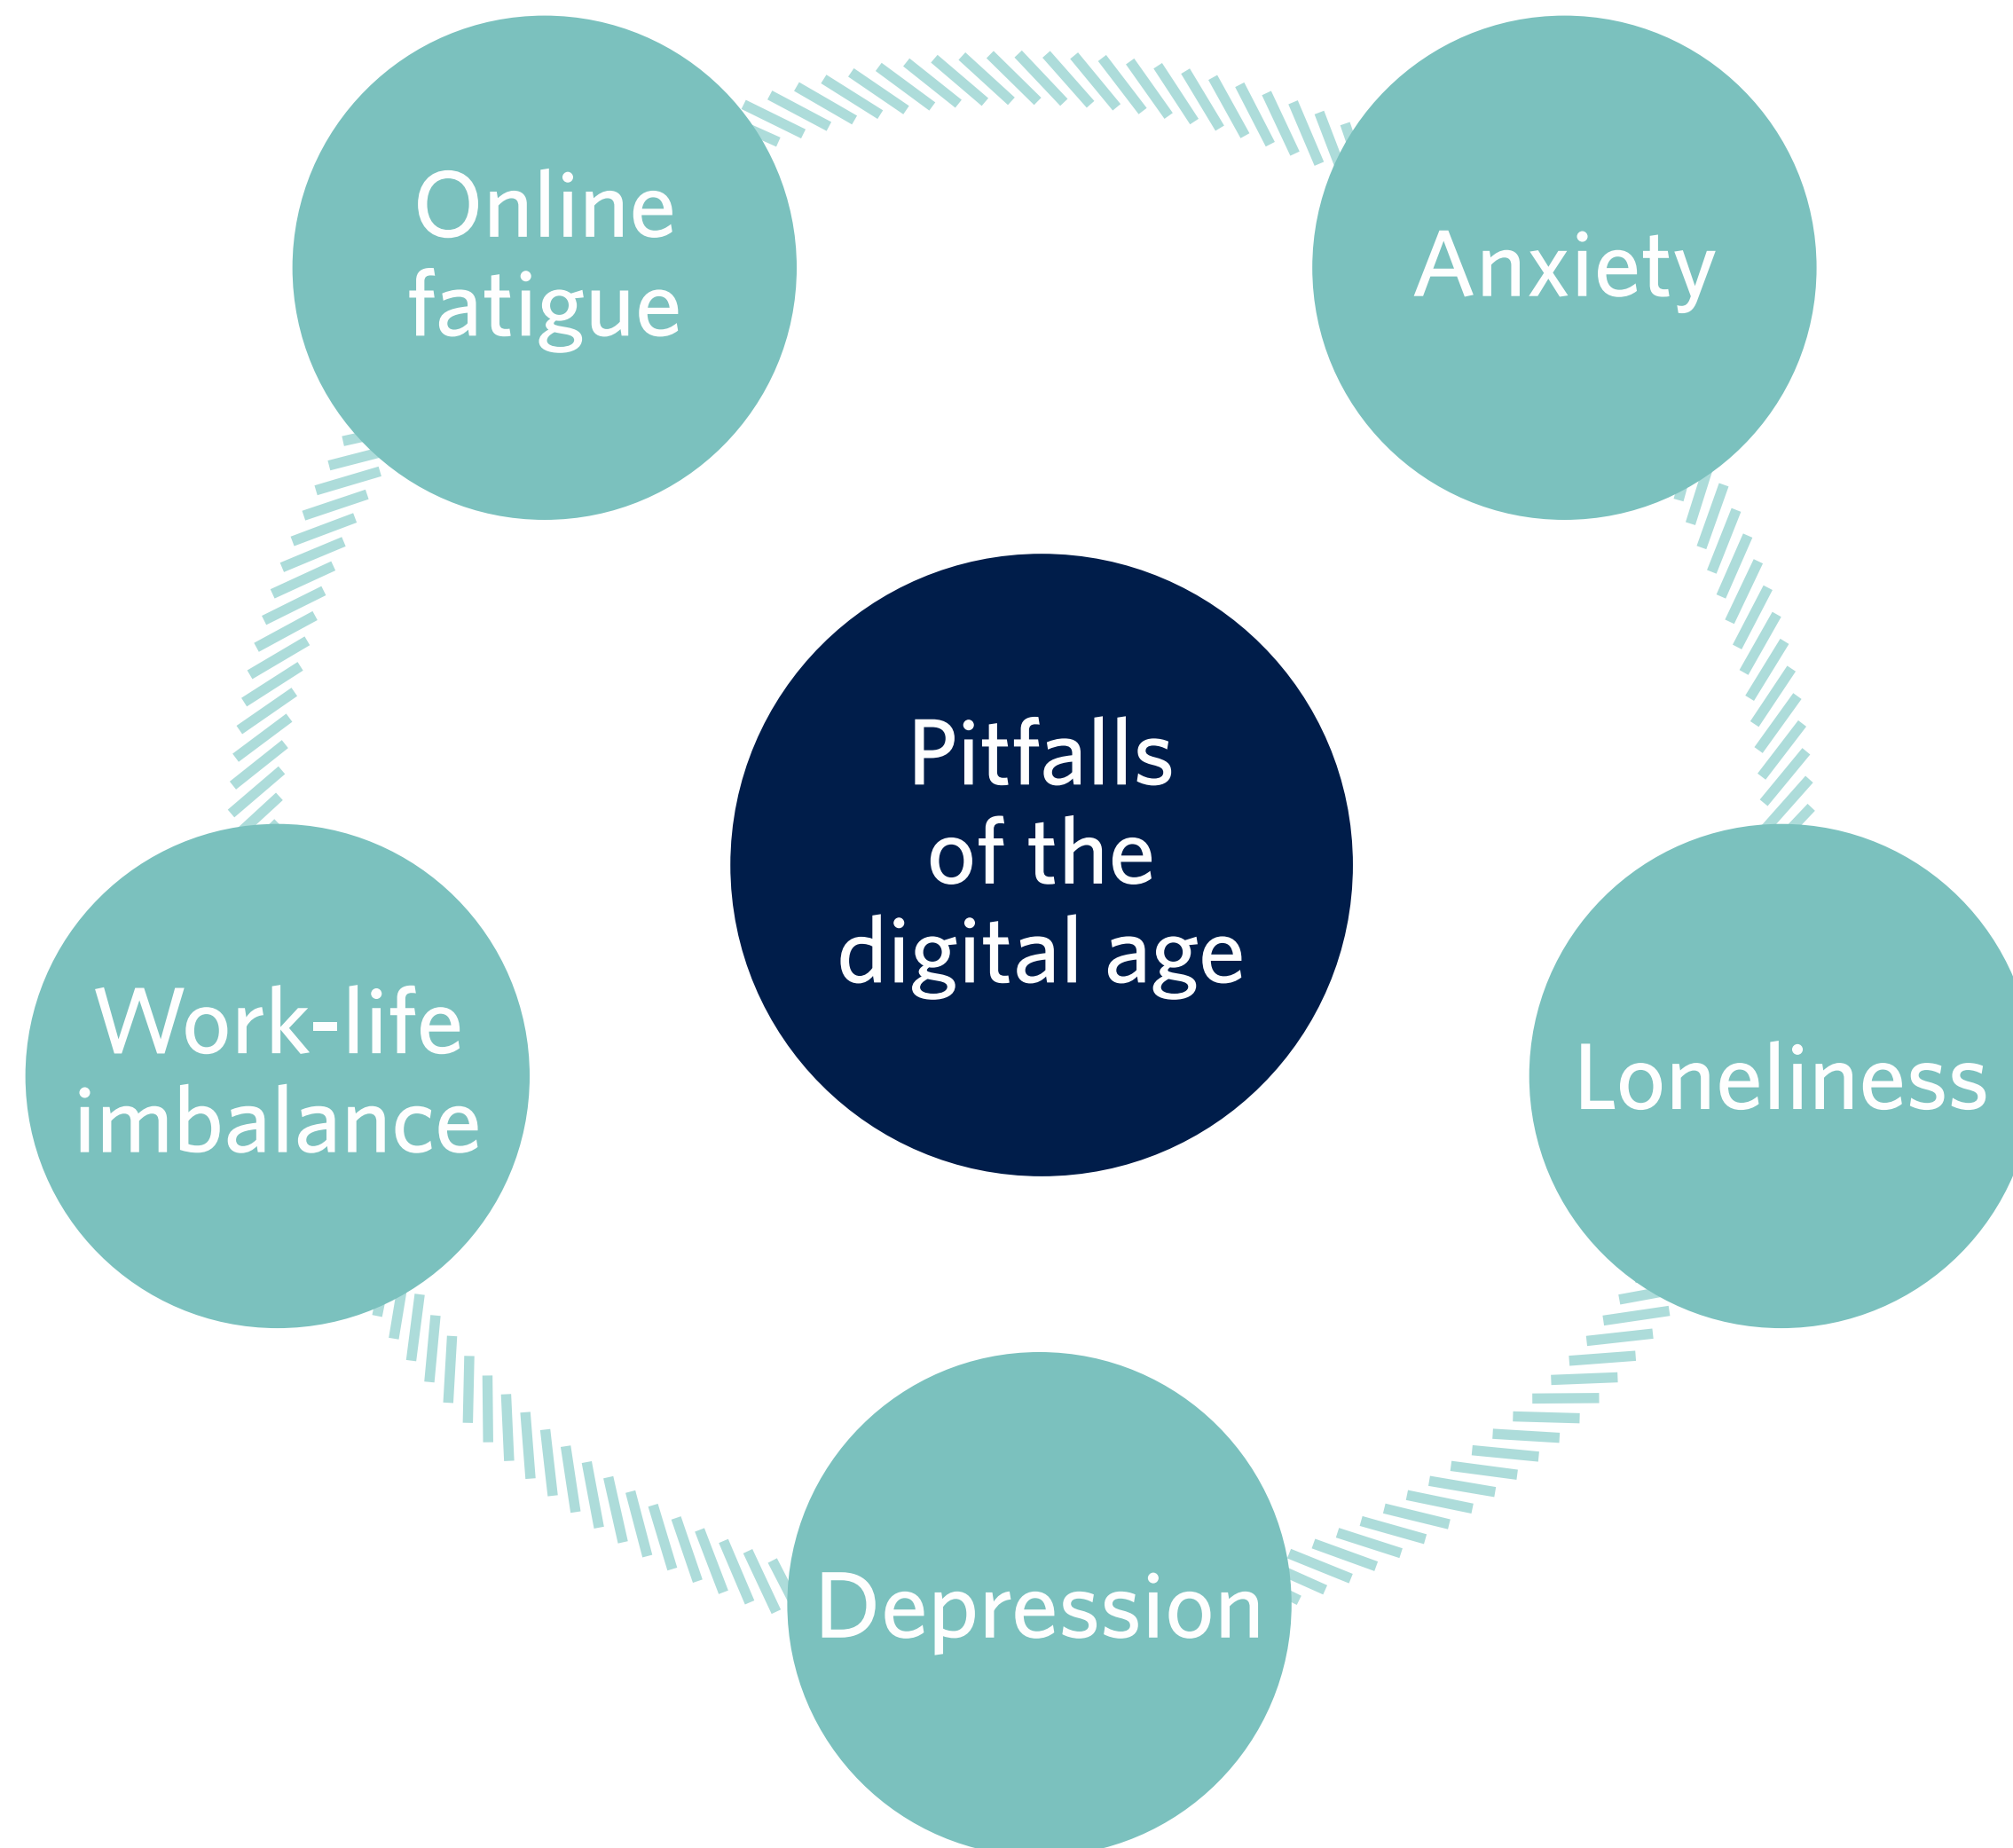 Online
fatigue
Anxiety
Pitfalls
of the
digital age
Work-life
imbalance
Loneliness
Depression